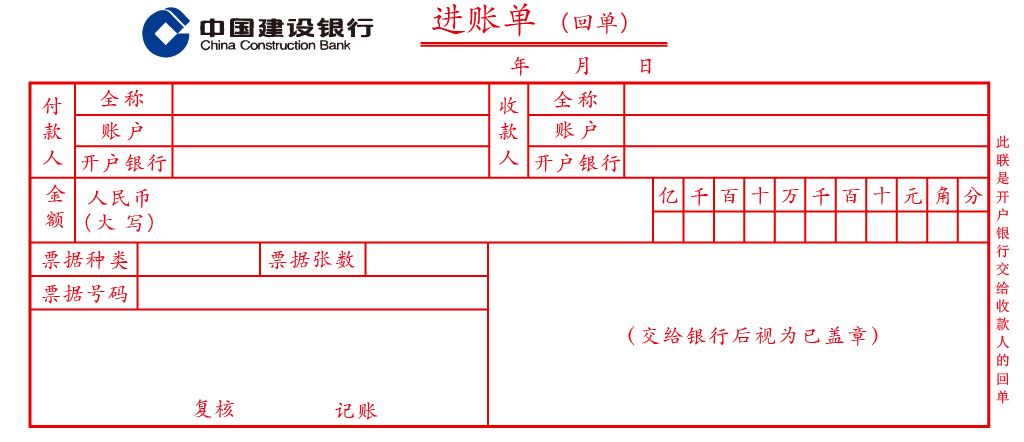 中国建设银行
China Construction Bank
进账单（回单）
年 月 日
付款人
全称
账户
开户银行
收款人
全称
账户
开户银行
金额
人民币
（大 写）
亿 千 百 十 万 千 百 十 元 角 分
票据种类 票据张数
票据号码
（交给银行后视为已盖章）
复核 记账
此联是开户银行交给收款人的回单